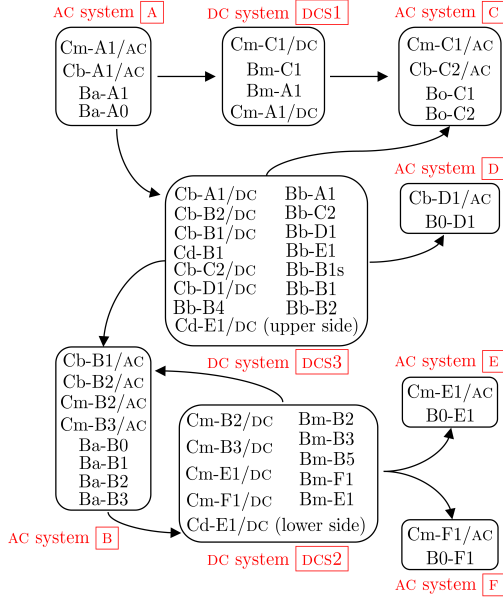 AC system A
DC system DCS1
AC system C
Cm-A1/AC
Cb-A1/AC
Ba-A1
Ba-A0
Cm-C1/DC
Bm-C1
Bm-A1
Cm-A1/DC
Cm-C1/AC
Cb-C2/AC
Bo-C1
Bo-C2
AC system D
Cb-D1/AC
B0-D1
Cb-A1/DC Bb-A1
Cb-B2/DC Bb-C2
Cb-B1/DC Bb-D1
Cd-B1 Bb-E1
Cb-C2/DC Bb-B1s
Cb-D1/DC Bb-B1
Bb-B4 Bb-B2
Cd-E1/DC (upper side)
DC system DCS3
Cb-B1/AC
Cb-B2/AC
Cm-B2/AC
Cm-B3/AC
Ba-B0
Ba-B1
Ba-B2
Ba-B3
AC system B
Cm-B2/DC
Cm-B3/DC
Cm-E1/DC
Cm-F1/DC
Bm-B2
Bm-B3
Bm-B5
Bm-F1
Bm-E1
Cd-E1/DC (lower side)
DC system DCS2
AC system E
Cm-E1/AC
B0-E1
Cm-F1/AC
B0-F1
AC system F